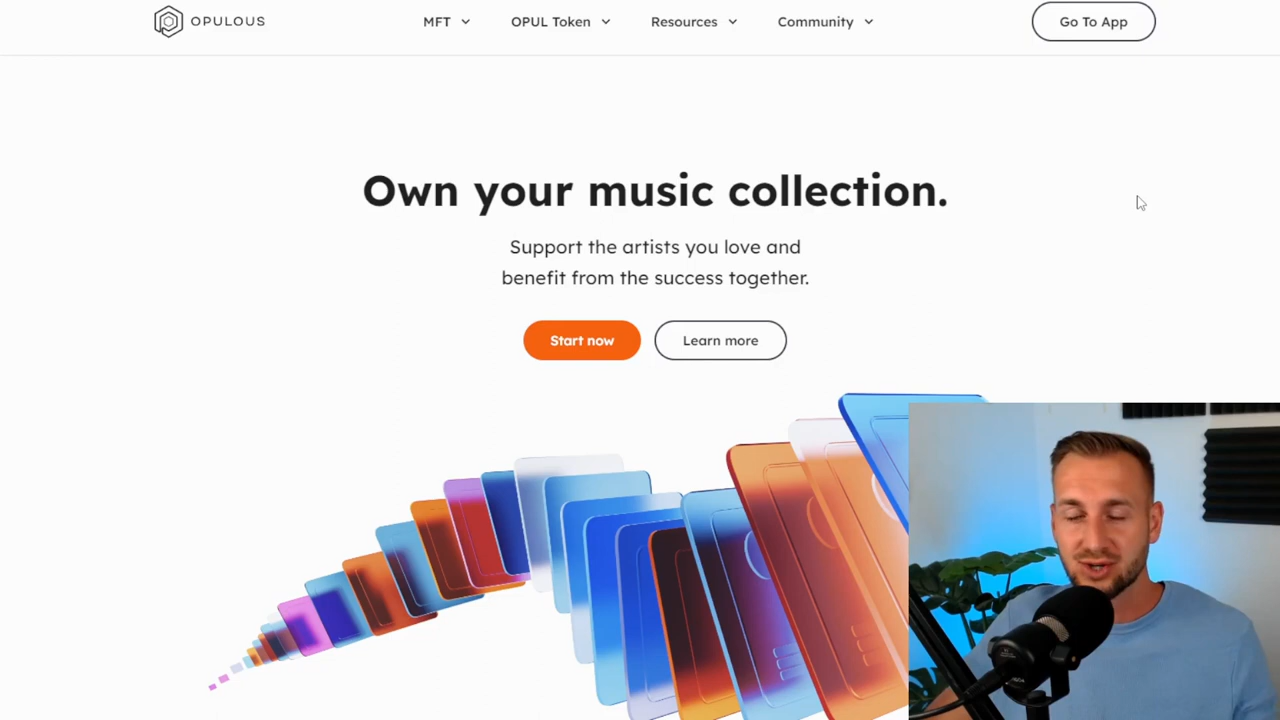 OPULOUS
MFT
OPUL Token
Resources
Community
Go To App
Own your music collection.
Support the artists you love and
benefit from the success together.
Start now
Learn more